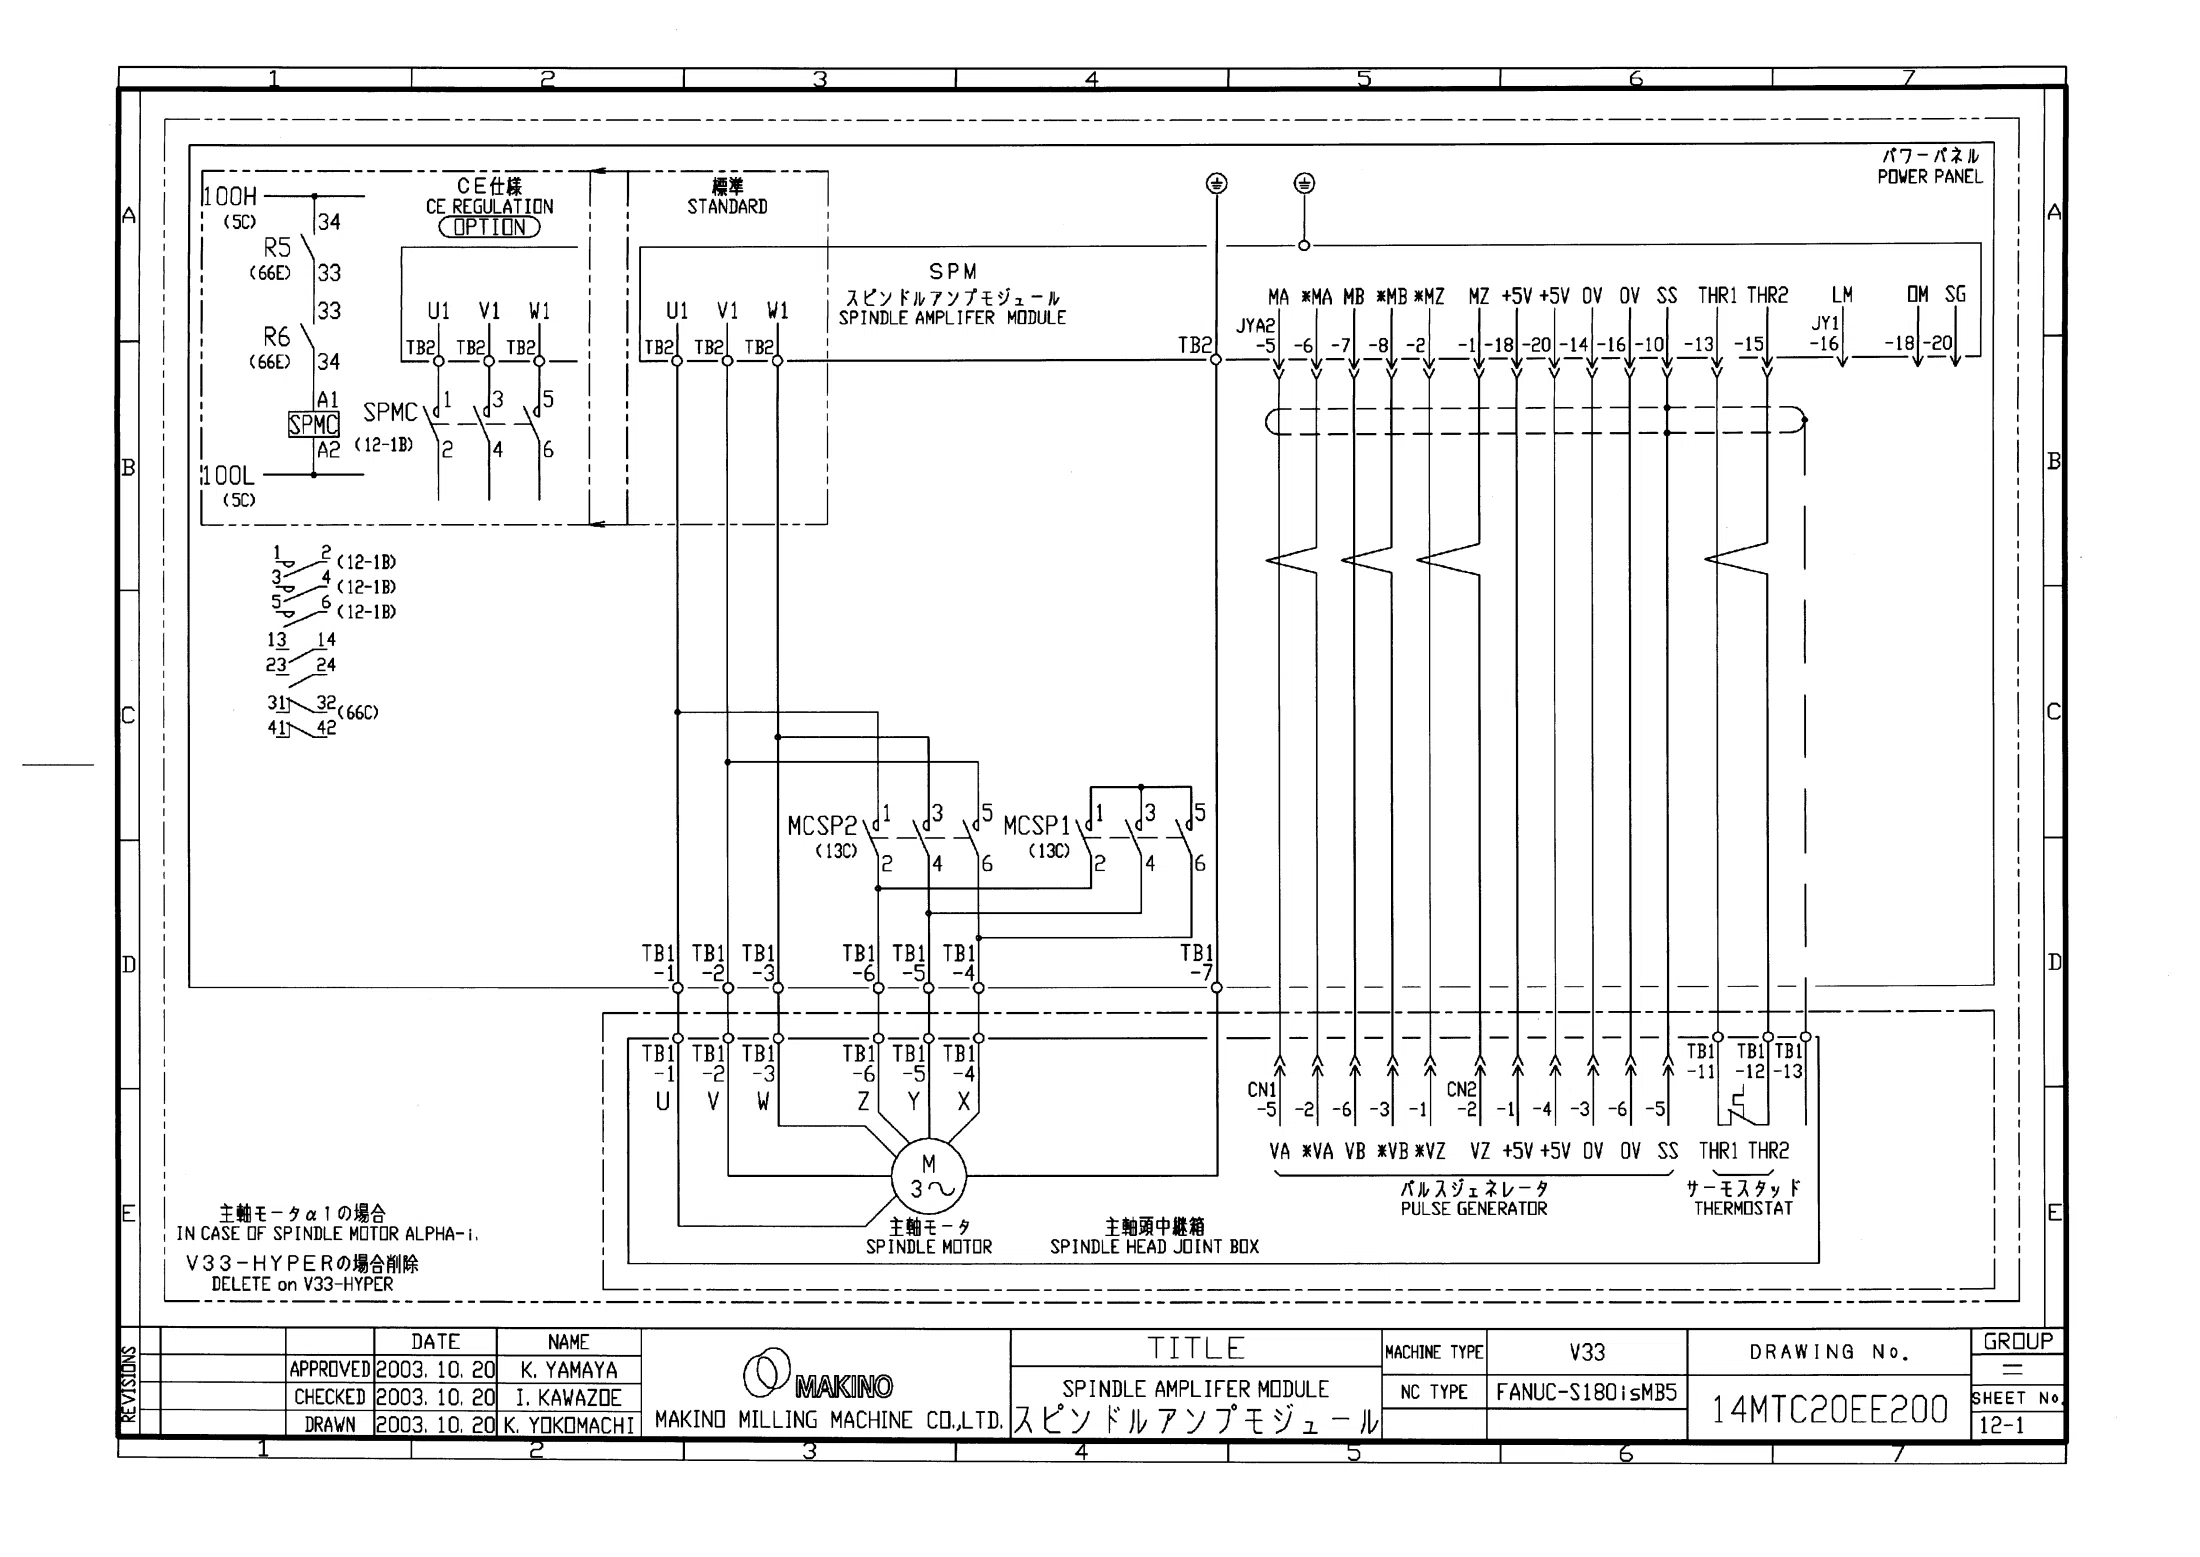 1 2 3 4 5 6 7
パワーパネル
POWER PANEL
CE仕様
CE REGULATION
OPTION
標準
STANDARD
100H
(5C)
34
R5
(66E)
33
33
R6
(66E)
34
A1
SPMC
A2
100L
(5C)
U1 V1 W1
TB2 TB2 TB2
SPMC
(12-1B)
1 3 5
2 4 6
U1 V1 W1
TB2 TB2 TB2
SPM
スピンドルアンプモジュール
SPINDLE AMPLIFER MODULE
TB2
MA *MA MB *MB *MZ MZ +5V +5V 0V 0V SS THR1 THR2 LM OM SG
JYA2 JY1
-5 -6 -7 -8 -2 -1 -18 -20 -14 -16 -10 -13 -15 -16 -18 -20
1 2 (12-1B)
3 4 (12-1B)
5 6 (12-1B)
13 14
23 24
31 32 (66C)
41 42
MCSP2
(13C)
1 3 5
2 4 6
MCSP1
(13C)
1 3 5
2 4 6
TB1 TB1 TB1 TB1 TB1 TB1 TB1
-1 -2 -3 -6 -5 -4 -7
TB1 TB1 TB1 TB1 TB1 TB1
-1 -2 -3 -6 -5 -4
U V W Z Y X
M
3
主軸モータ
SPINDLE MOTOR
主軸頭中継箱
SPINDLE HEAD JOINT BOX
CN1 CN2
-5 -2 -6 -3 -1 -2 -1 -4 -3 -6 -5
TB1 TB1 TB1
-11 -12 -13
VA *VA VB *VB *VZ VZ +5V +5V 0V 0V SS THR1 THR2
パルスジェネレータ
PULSE GENERATOR
サーモスタッド
THERMOSTAT
主軸モータα1の場合
IN CASE OF SPINDLE MOTOR ALPHA-i.
V33-HYPERの場合削除
DELETE on V33-HYPER
A A
B B
C C
D D
E E
REVISIONS
DATE NAME
APPROVED 2003. 10. 20 K. YAMAYA
CHECKED 2003. 10. 20 I. KAWAZOE
DRAWN 2003. 10. 20 K. YOKOMACHI
MAKINO
MAKINO MILLING MACHINE CO.,LTD.
TITLE
SPINDLE AMPLIFER MODULE
スピンドルアンプモジュール
MACHINE TYPE V33
NC TYPE FANUC-S180isMB5
DRAWING No.
14MTC20EE200
GROUP
=
SHEET No.
12-1
1 2 3 4 5 6 7